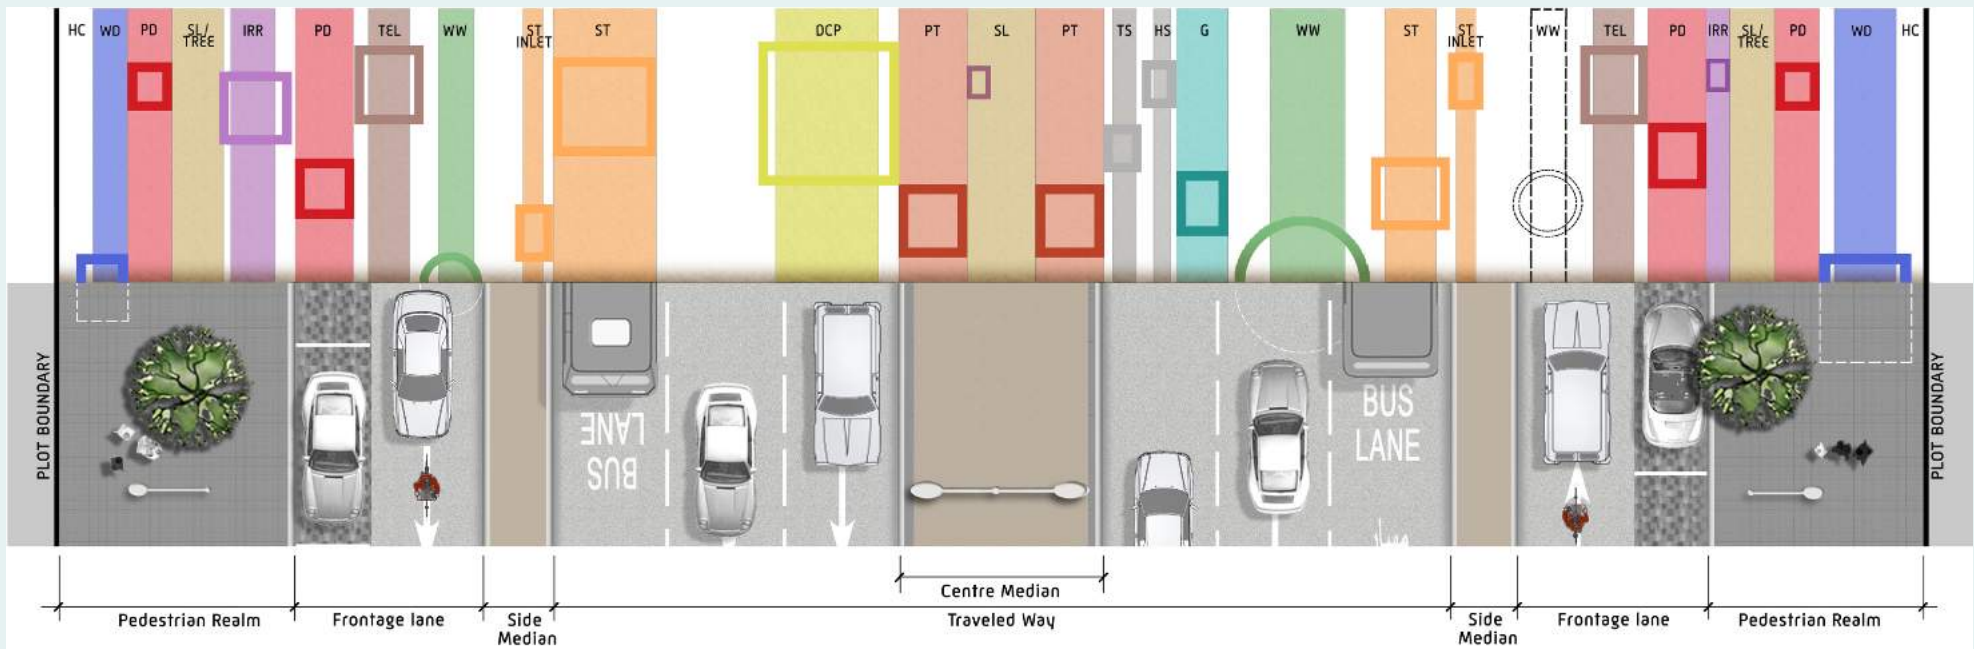 HC
WD
PD
SL/
TREE
IRR
PD
TEL
WW
ST
INLET
ST
DCP
PT
SL
PT
TS
HS
G
WW
ST
ST
INLET
WW
TEL
PD
IRR
SL/
TREE
PD
WD
HC
PLOT BOUNDARY
BUS
LANE
BUS
LANE
PLOT BOUNDARY
Centre Median
Pedestrian Realm
Frontage lane
Side
Median
Traveled Way
Side
Median
Frontage lane
Pedestrian Realm